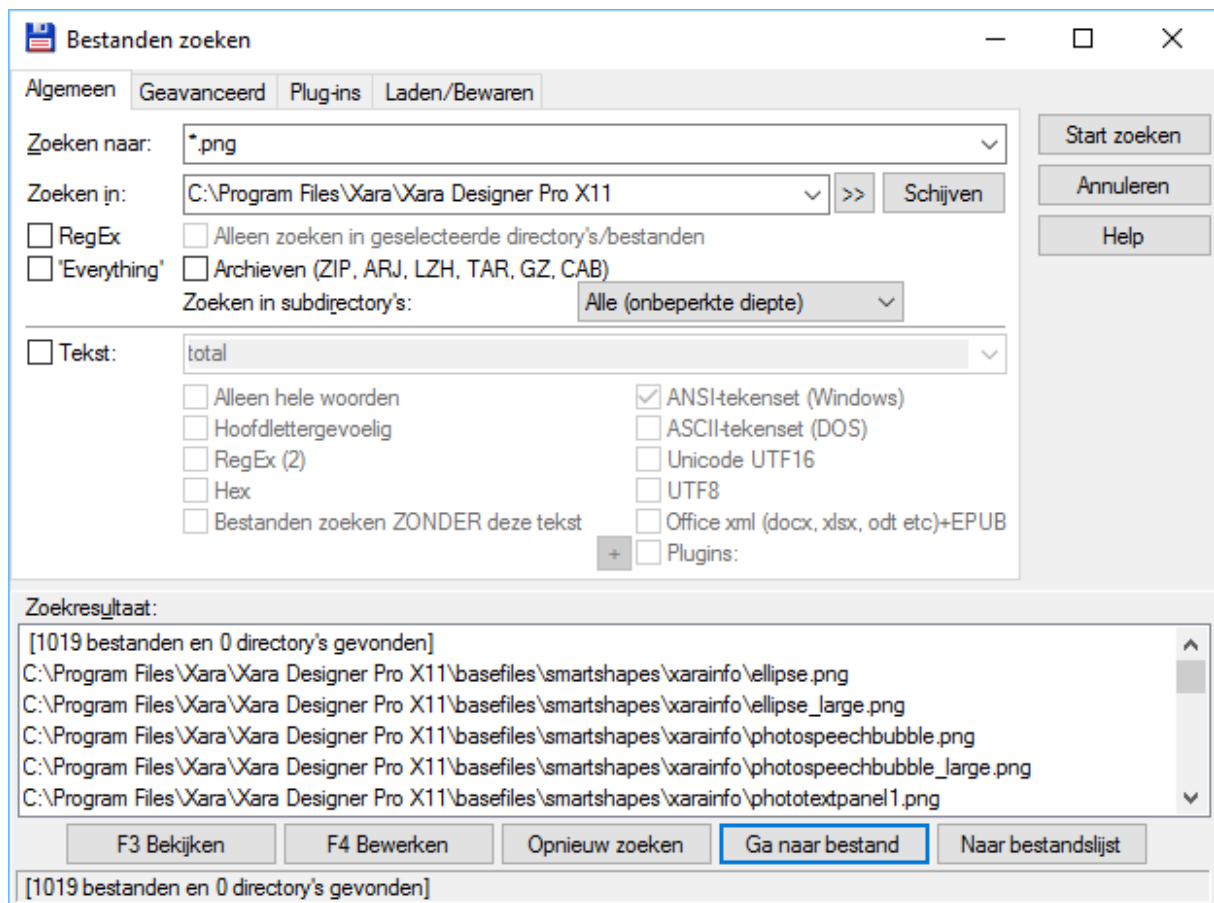 Bestanden zoeken
Algemeen Geavanceerd Plug-ins Laden/Bewaren
Zoeken naar: *.png Start zoeken
Zoeken in: C:\Program Files\Xara\Xara Designer Pro X11 >> Schijven Annuleren
RegEx Alleen zoeken in geselecteerde directory's/bestanden Help
'Everything' Archieven (ZIP, ARJ, LZH, TAR, GZ, CAB)
Zoeken in subdirectory's: Alle (onbeperkte diepte)
Tekst: total
Alleen hele woorden ANSI-tekenset (Windows)
Hoofdlettergevoelig ASCII-tekenset (DOS)
RegEx (2) Unicode UTF16
Hex UTF8
Bestanden zoeken ZONDER deze tekst Office xml (docx, xlsx, odt etc)+EPUB
+ Plugins:
Zoekresultaat:
[1019 bestanden en 0 directory's gevonden]
C:\Program Files\Xara\Xara Designer Pro X11\basefiles\smartshapes\xarainfo\ellipse.png
C:\Program Files\Xara\Xara Designer Pro X11\basefiles\smartshapes\xarainfo\ellipse_large.png
C:\Program Files\Xara\Xara Designer Pro X11\basefiles\smartshapes\xarainfo\photospeechbubble.png
C:\Program Files\Xara\Xara Designer Pro X11\basefiles\smartshapes\xarainfo\photospeechbubble_large.png
C:\Program Files\Xara\Xara Designer Pro X11\basefiles\smartshapes\xarainfo\phototextpanel1.png
F3 Bekijken F4 Bewerken Opnieuw zoeken Ga naar bestand Naar bestandslijst
[1019 bestanden en 0 directory's gevonden]